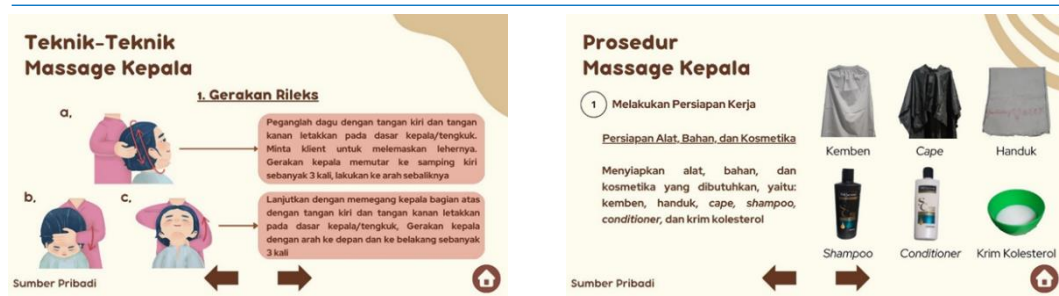 Teknik-Teknik
Massage Kepala
1. Gerakan Rileks
a.
Peganglah dagu dengan tangan kiri dan tangan
kanan letakkan pada dasar kepala/tengkuk.
Minta klient untuk melemaskan lehernya.
Gerakan kepala memutar ke samping kiri
sebanyak 3 kali, lakukan ke arah sebaliknya
b.
c.
Lanjutkan dengan memegang kepala bagian atas
dengan tangan kiri dan tangan kanan letakkan
pada dasar kepala/tengkuk, Gerakan kepala
dengan arah ke depan dan ke belakang sebanyak
3 kali
Sumber Pribadi
Prosedur
Massage Kepala
1 Melakukan Persiapan Kerja
Persiapan Alat, Bahan, dan Kosmetika
Menyiapkan alat, bahan, dan
kosmetika yang dibutuhkan, yaitu:
kemben, handuk, cape, shampoo,
conditioner, dan krim kolesterol
Kemben
Cape
Handuk
Shampoo
Conditioner
Krim Kolesterol
Sumber Pribadi